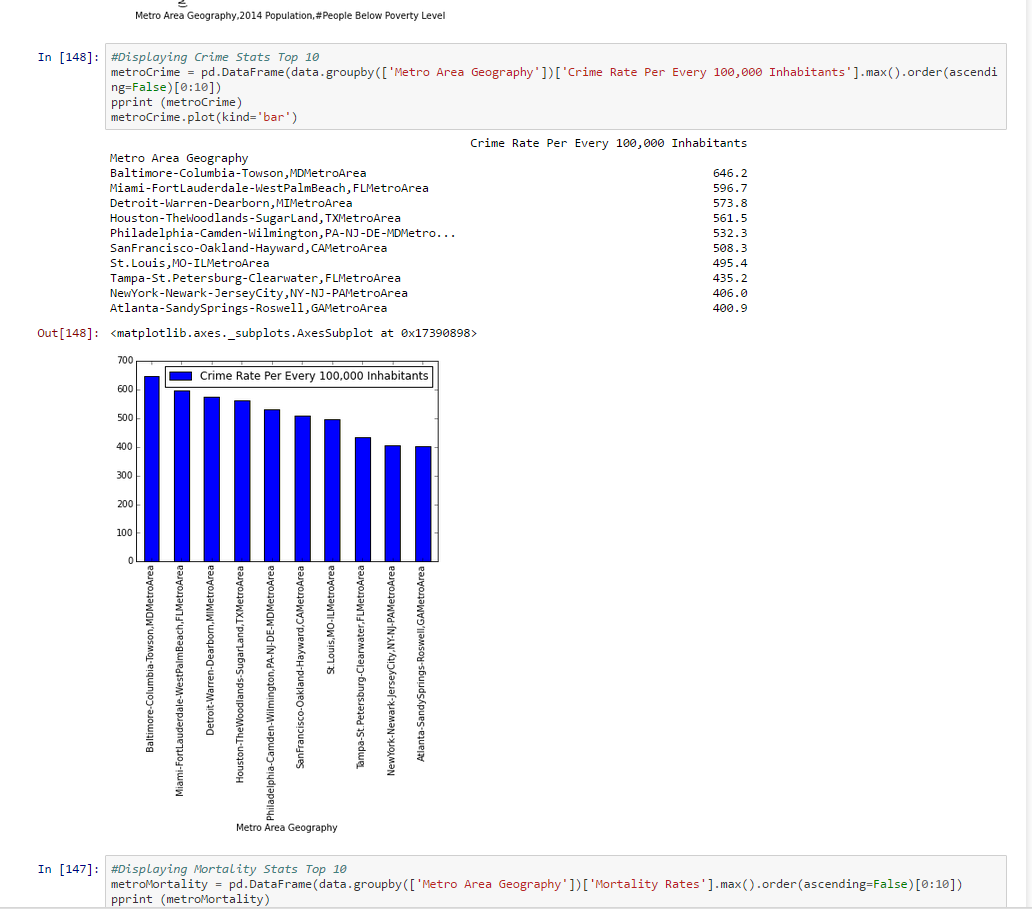 Metro Area Geography,2014 Population,#People Below Poverty Level
In [148]:
#Displaying Crime Stats Top 10
metroCrime = pd.DataFrame(data.groupby(['Metro Area Geography'])['Crime Rate Per Every 100,000 Inhabitants'].max().order(ascendi
ng=False)[0:10])
pprint (metroCrime)
metroCrime.plot(kind='bar')
Crime Rate Per Every 100,000 Inhabitants
Metro Area Geography
Baltimore-Columbia-Towson,MDMetroArea 646.2
Miami-FortLauderdale-WestPalmBeach,FLMetroArea 596.7
Detroit-Warren-Dearborn,MIMetroArea 573.8
Houston-TheWoodlands-SugarLand,TXMetroArea 561.5
Philadelphia-Camden-Wilmington,PA-NJ-DE-MDMetro... 532.3
SanFrancisco-Oakland-Hayward,CAMetroArea 508.3
St.Louis,MO-ILMetroArea 495.4
Tampa-St.Petersburg-Clearwater,FLMetroArea 435.2
NewYork-Newark-JerseyCity,NY-NJ-PAMetroArea 406.0
Atlanta-SandySprings-Roswell,GAMetroArea 400.9
Out[148]: <matplotlib.axes._subplots.AxesSubplot at 0x17390898>
Crime Rate Per Every 100,000 Inhabitants
700
600
500
400
300
200
100
0
Baltimore-Columbia-Towson,MDMetroArea
Miami-FortLauderdale-WestPalmBeach,FLMetroArea
Detroit-Warren-Dearborn,MIMetroArea
Houston-TheWoodlands-SugarLand,TXMetroArea
Philadelphia-Camden-Wilmington,PA-NJ-DE-MDMetroArea
SanFrancisco-Oakland-Hayward,CAMetroArea
St.Louis,MO-ILMetroArea
Tampa-St.Petersburg-Clearwater,FLMetroArea
NewYork-Newark-JerseyCity,NY-NJ-PAMetroArea
Atlanta-SandySprings-Roswell,GAMetroArea
Metro Area Geography
In [147]:
#Displaying Mortality Stats Top 10
metroMortality = pd.DataFrame(data.groupby(['Metro Area Geography'])['Mortality Rates'].max().order(ascending=False)[0:10])
pprint (metroMortality)